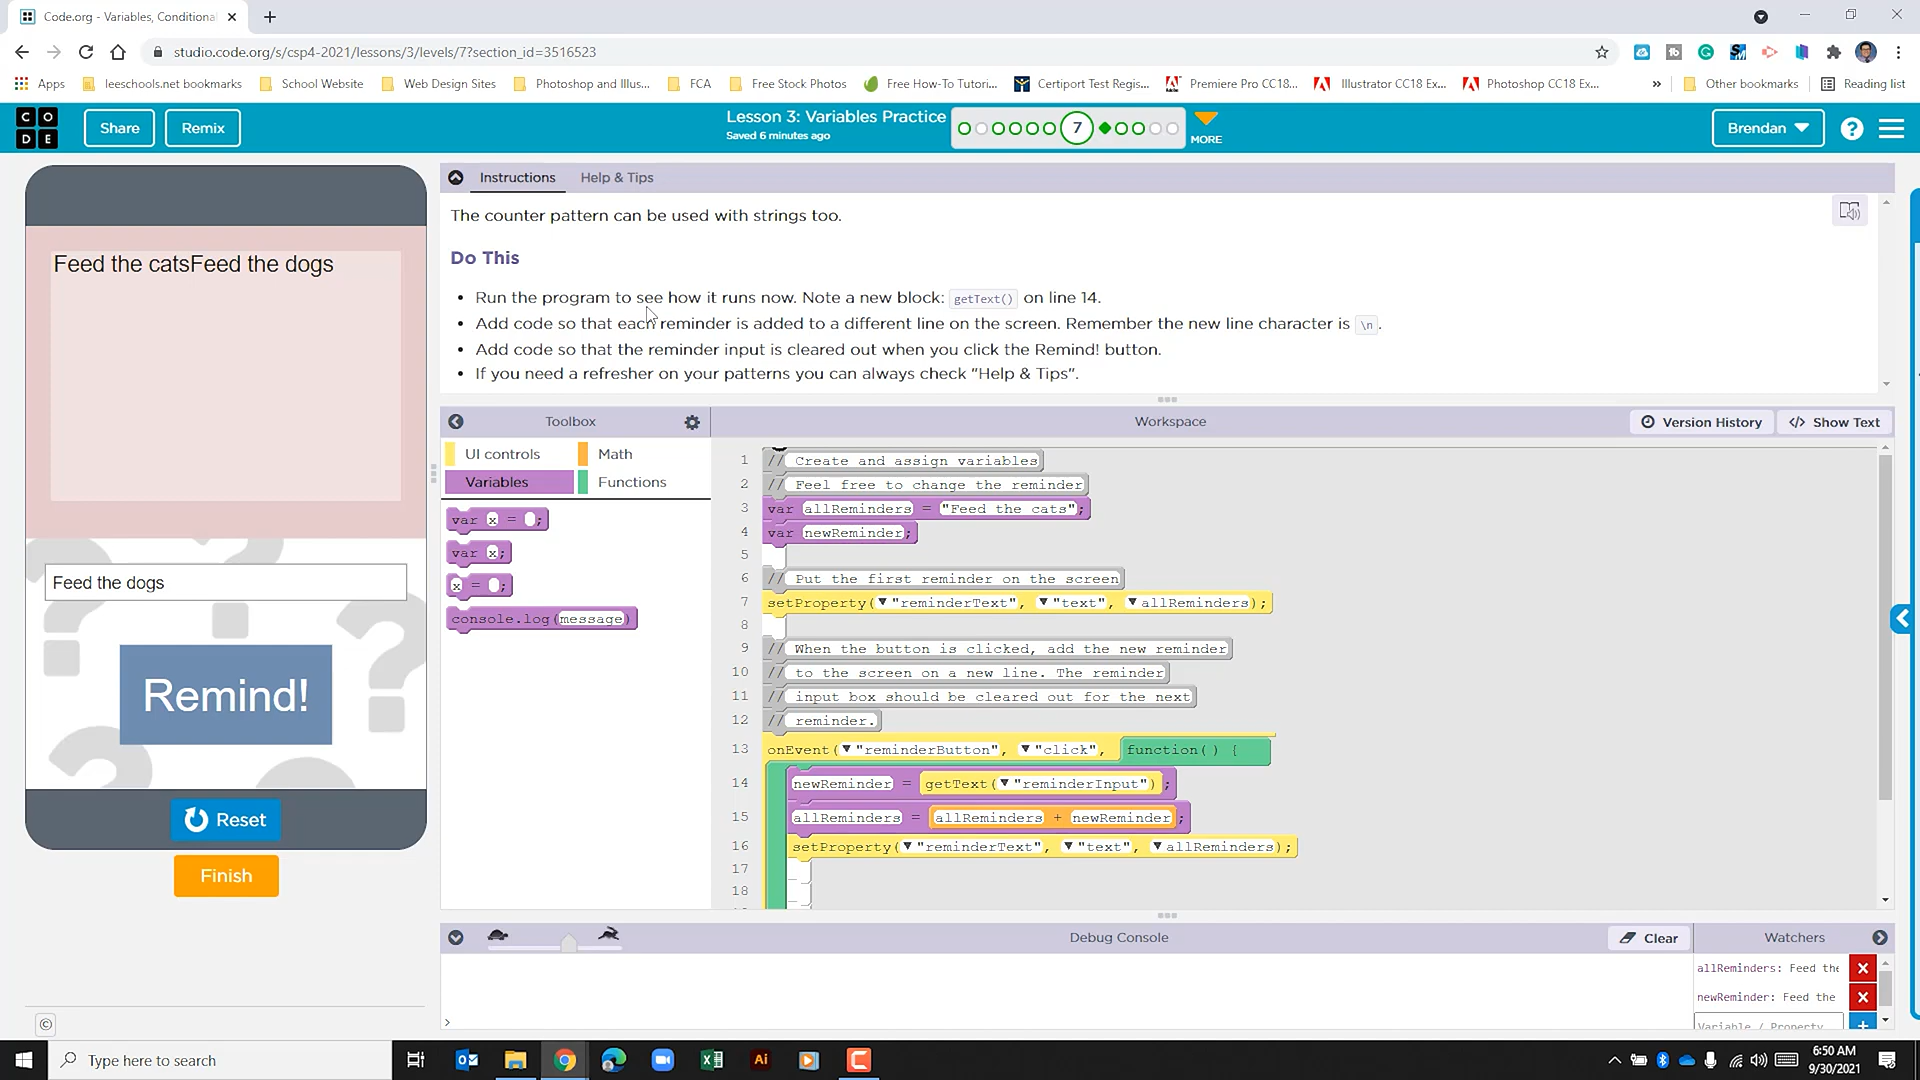 Code.org - Variables, Conditiona
studio.code.org/s/csp4-2021/lessons/3/levels/7?section_id=3516523
Apps
leeschools.net bookmarks
School Website
Web Design Sites
Photoshop and Illus...
FCA
Free Stock Photos
Free How-To Tutori...
Certiport Test Regis...
Premiere Pro CC18...
Illustrator CC18 Ex...
Photoshop CC18 Ex...
»
Other bookmarks
Reading list
C O
D E
Share
Remix
Lesson 3: Variables Practice
Saved 6 minutes ago
7
MORE
Brendan
?
Instructions
Help & Tips
The counter pattern can be used with strings too.
Do This
• Run the program to see how it runs now. Note a new block: getText() on line 14.
• Add code so that each reminder is added to a different line on the screen. Remember the new line character is \n.
• Add code so that the reminder input is cleared out when you click the Remind! button.
• If you need a refresher on your patterns you can always check "Help & Tips".
Feed the catsFeed the dogs
Feed the dogs
Remind!
Reset
Finish
©
Toolbox
Workspace
Version History
</> Show Text
UI controls
Math
Variables
Functions
var x = ;
var x;
x = ;
console.log(message)
1 // Create and assign variables
2 // Feel free to change the reminder
3 var allReminders = "Feed the cats";
4 var newReminder;
5
6 // Put the first reminder on the screen
7 setProperty(▼"reminderText", ▼"text", ▼allReminders);
8
9 // When the button is clicked, add the new reminder
10 // to the screen on a new line. The reminder
11 // input box should be cleared out for the next
12 // reminder.
13 onEvent(▼"reminderButton", ▼"click", function( ) {
14 newReminder = getText(▼"reminderInput");
15 allReminders = allReminders + newReminder;
16 setProperty(▼"reminderText", ▼"text", ▼allReminders);
17
18
Debug Console
Clear
Watchers
allReminders: Feed the
newReminder: Feed the
Variable / Property
>
Type here to search
6:50 AM
9/30/2021